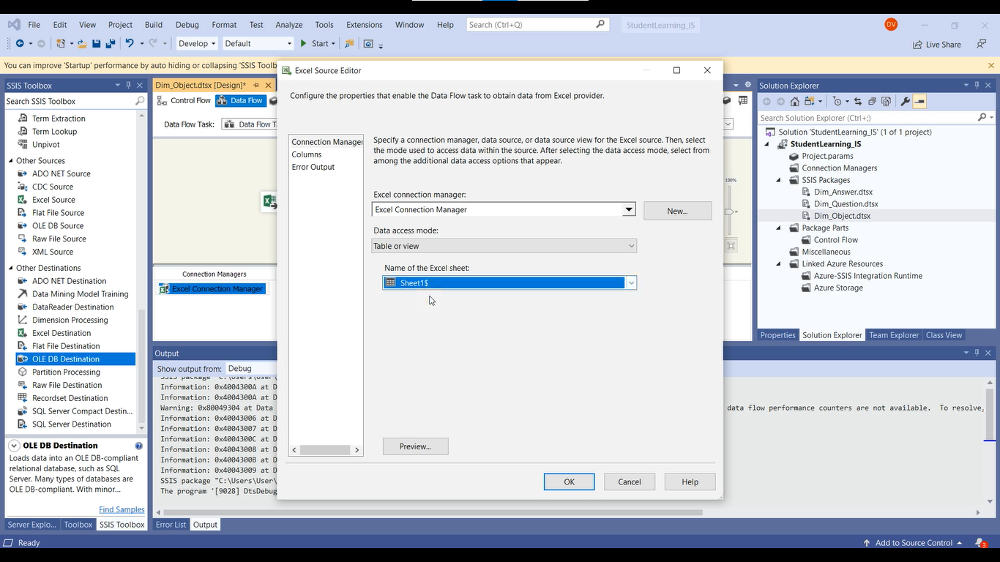 File Edit View Project Build Debug Format Test Analyze Tools Extensions Window Help Search (Ctrl+Q) StudentLearning_IS DV
Develop Default Start Live Share
You can improve 'Startup' performance by auto hiding or collapsing 'SSIS Toolb
SSIS Toolbox
Search SSIS Toolbox
Term Extraction
Term Lookup
Unpivot
Other Sources
ADO NET Source
CDC Source
Excel Source
Flat File Source
OLE DB Source
Raw File Source
XML Source
Other Destinations
ADO NET Destination
Data Mining Model Training
DataReader Destination
Dimension Processing
Excel Destination
Flat File Destination
OLE DB Destination
Partition Processing
Raw File Destination
Recordset Destination
SQL Server Compact Destin...
SQL Server Destination
OLE DB Destination
Loads data into an OLE DB-compliant
relational database, such as SQL
Server. Many types of databases are
OLE DB-compliant. With minor...
Find Samples
Server Explo... Toolbox SSIS Toolbox
Dim_Object.dtsx [Design]*
Control Flow Data Flow
Data Flow Task: Data Flow T
100%
Connection Managers
Excel Connection Manager
Excel Source Editor
Configure the properties that enable the Data Flow task to obtain data from Excel provider.
Connection Manager
Columns
Error Output
Specify a connection manager, data source, or data source view for the Excel source. Then, select
the mode used to access data within the source. After selecting the data access mode, select from
among the additional data access options that appear.
Excel connection manager:
Excel Connection Manager New...
Data access mode:
Table or view
Name of the Excel sheet:
Sheet1$
Preview...
OK Cancel Help
Output
Show output from: Debug
SSIS package "C:\Users\User\
Information: 0x4004300A at D
Information: 0x4004300A at D
Warning: 0x80049304 at Data data flow performance counters are not available. To resolve,
Information: 0x40043006 at D
Information: 0x40043007 at D
Information: 0x4004300C at D
Information: 0x40043008 at D
Information: 0x4004300B at D
Information: 0x40043009 at D
SSIS package "C:\Users\User\
The program '[9028] DtsDebug
Error List Output
Solution Explorer
Search Solution Explorer (Ctrl+;)
Solution 'StudentLearning_IS' (1 of 1 project)
StudentLearning_IS
Project.params
Connection Managers
SSIS Packages
Dim_Answer.dtsx
Dim_Question.dtsx
Dim_Object.dtsx
Package Parts
Control Flow
Miscellaneous
Linked Azure Resources
Azure-SSIS Integration Runtime
Azure Storage
Properties Solution Explorer Team Explorer Class View
Ready Add to Source Control 3